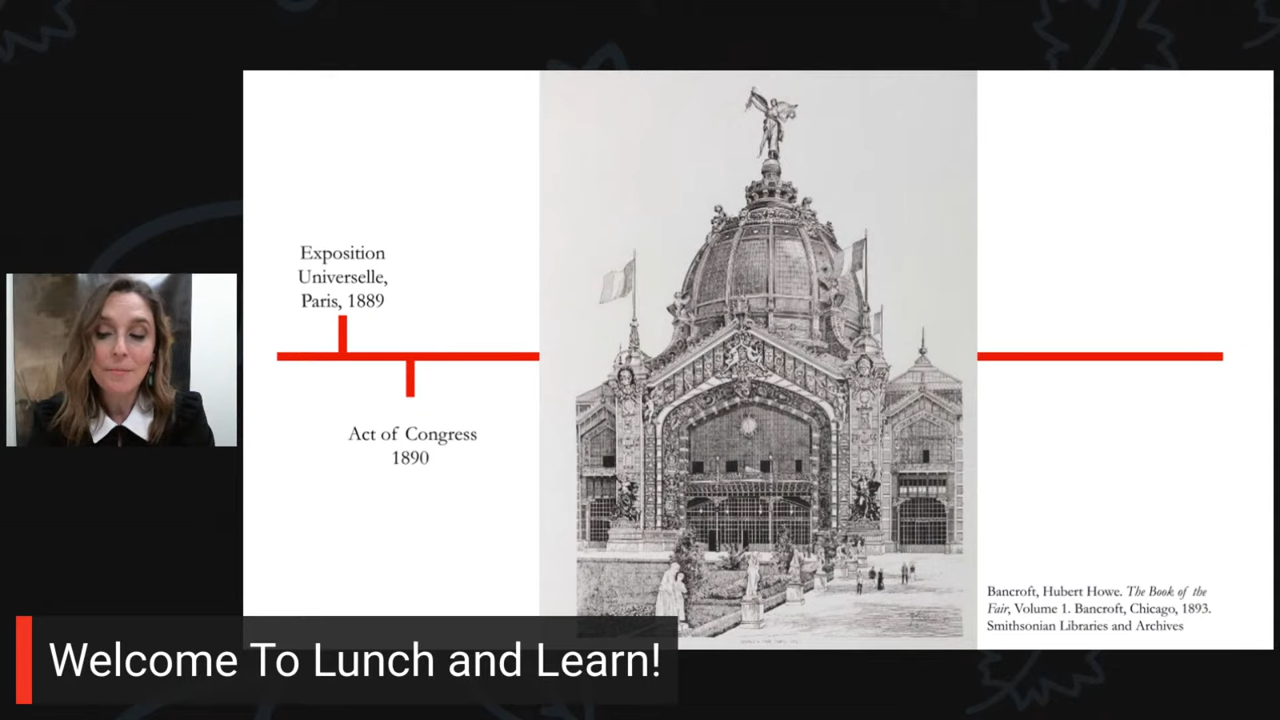 Exposition
Universelle,
Paris, 1889
Act of Congress
1890
Bancroft, Hubert Howe. The Book of the
Fair, Volume 1. Bancroft, Chicago, 1893.
Smithsonian Libraries and Archives
Welcome To Lunch and Learn!